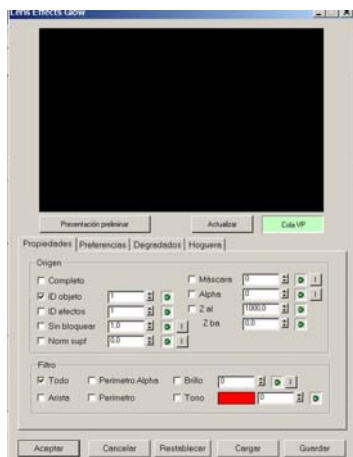 Lens Effects Glow
Presentación preliminar Actualizar Cola VP
Propiedades Preferencias Degradados Hoguera
Origen
Completo Máscara 0 I
ID objeto 1 Alpha 0 I
ID efectos 1 Z al 1000,0
Sin bloquear 1,0 I Z ba 0,0
Norm supf 0,0 I
Filtro
Todo Perímetro Alpha Brillo 0 I
Arista Perímetro Tono 0
Aceptar Cancelar Restablecer Cargar Guardar